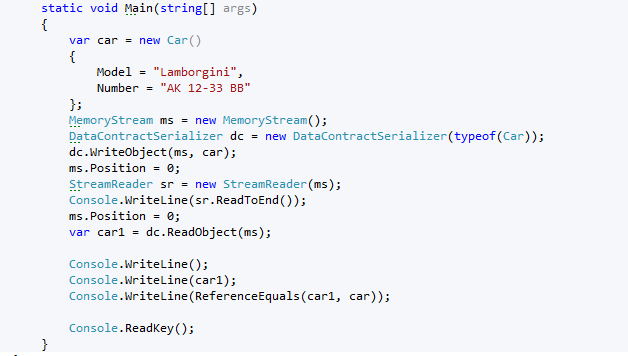 static void Main(string[] args)
{
var car = new Car()
{
Model = "Lamborgini",
Number = "AK 12-33 BB"
};
MemoryStream ms = new MemoryStream();
DataContractSerializer dc = new DataContractSerializer(typeof(Car));
dc.WriteObject(ms, car);
ms.Position = 0;
StreamReader sr = new StreamReader(ms);
Console.WriteLine(sr.ReadToEnd());
ms.Position = 0;
var car1 = dc.ReadObject(ms);
Console.WriteLine();
Console.WriteLine(car1);
Console.WriteLine(ReferenceEquals(car1, car));
Console.ReadKey();
}